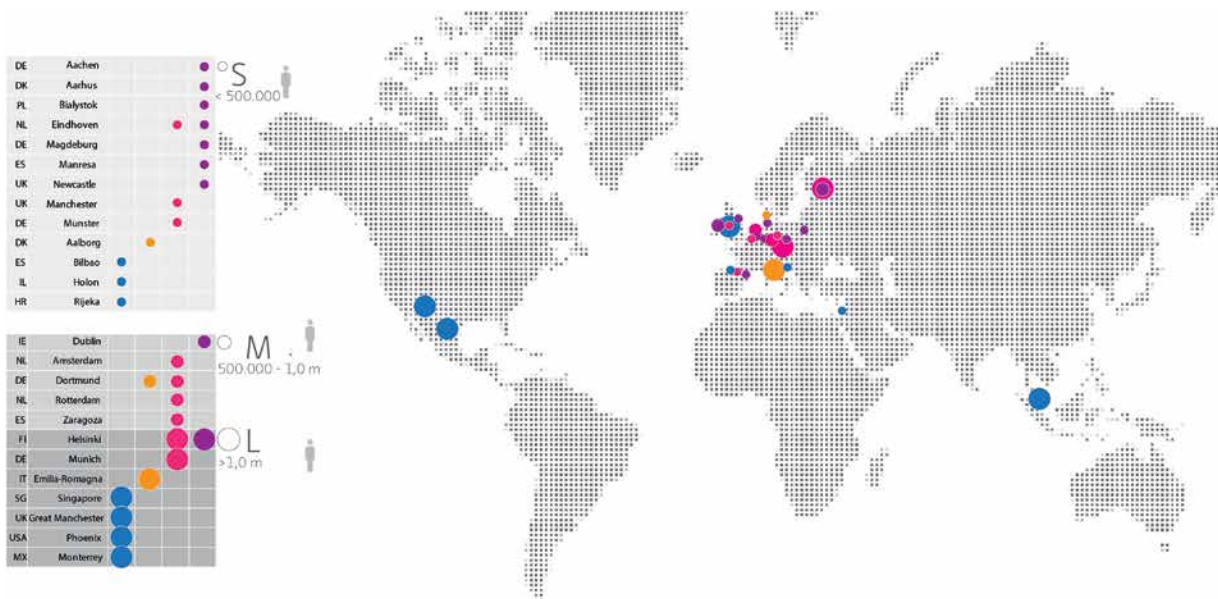 DE Aachen
DK Aarhus
PL Bialystok
NL Eindhoven
DE Magdeburg
ES Manresa
UK Newcastle
UK Manchester
DE Munster
DK Aalborg
ES Bilbao
IL Holon
HR Rijeka
S
< 500.000
IE Dublin
NL Amsterdam
DE Dortmund
NL Rotterdam
ES Zaragoza
FI Helsinki
DE Munich
IT Emilia-Romagna
SG Singapore
UK Great Manchester
USA Phoenix
MX Monterrey
M
500.000 - 1,0 m
L
>1,0 m